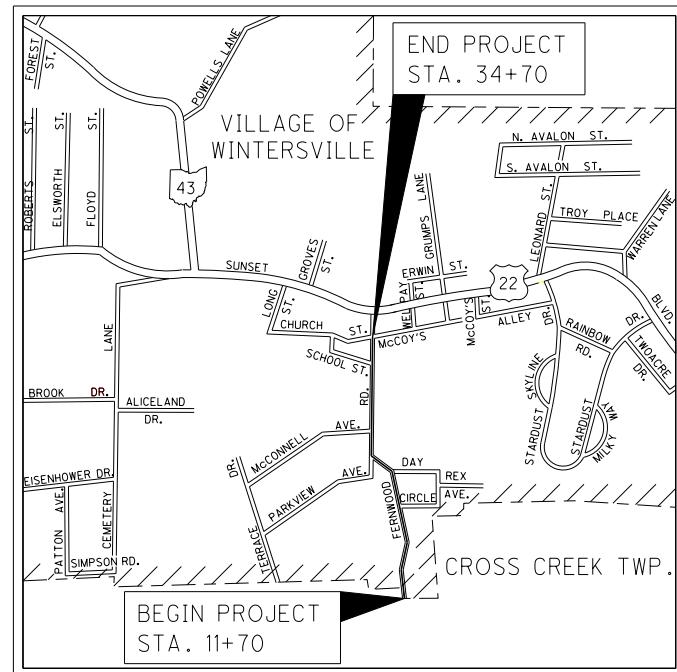 END PROJECT
STA. 34+70
FOREST
ST.
POWELLS LANE
VILLAGE OF
WINTERSVILLE
43
ROBERTS ST.
ELSWORTH ST.
FLOYD ST.
N. AVALON ST.
S. AVALON ST.
LEONARD ST.
TROY PLACE
WARREN LANE
GRUMPS LANE
GROVES
ST.
SUNSET
ERWIN ST.
22
BLVD.
LONG
ST.
WELLPAY
ST.
CHURCH ST.
McCOY'S
McCOY'S
ST.
ALLEY
DR.
RAINBOW
RD.
DR.
TWOACRE
DR.
SCHOOL ST.
LANE
RD.
SKYLINE
BROOK DR.
ALICELAND
DR.
STARDUST
STARDUST
MILKY WAY
McCONNELL AVE.
DR.
EISENHOWER DR.
PARKVIEW AVE.
DAY
REX
AVE.
CIRCLE
PATTON AVE.
CEMETERY
TERRACE
FERNWOOD
SIMPSON RD.
CROSS CREEK TWP.
BEGIN PROJECT
STA. 11+70